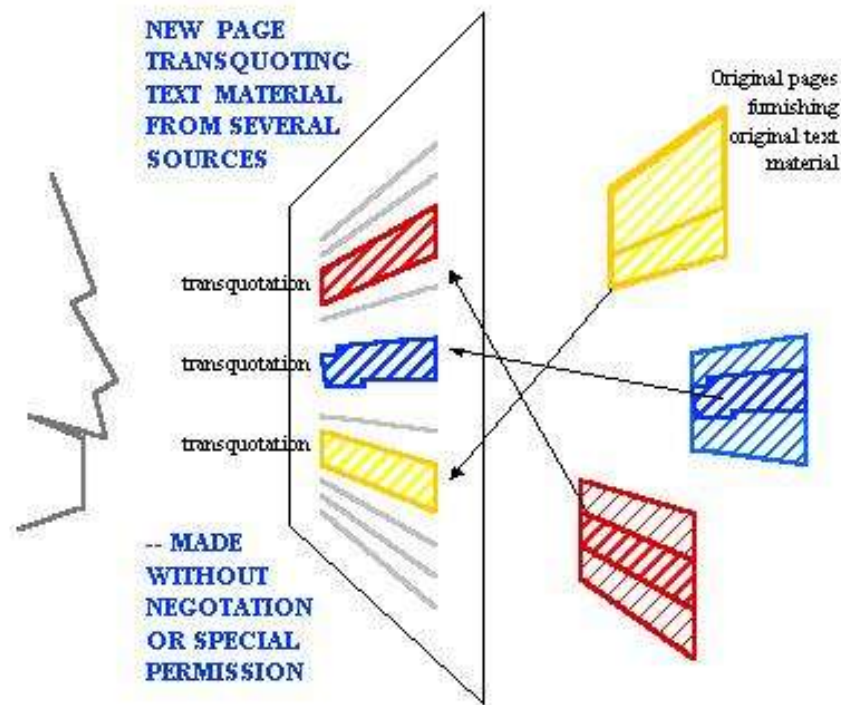 NEW PAGE
TRANSQUOTING
TEXT MATERIAL
FROM SEVERAL
SOURCES
Original pages
furnishing
original text
material
transquotation
transquotation
transquotation
-- MADE
WITHOUT
NEGOTATION
OR SPECIAL
PERMISSION